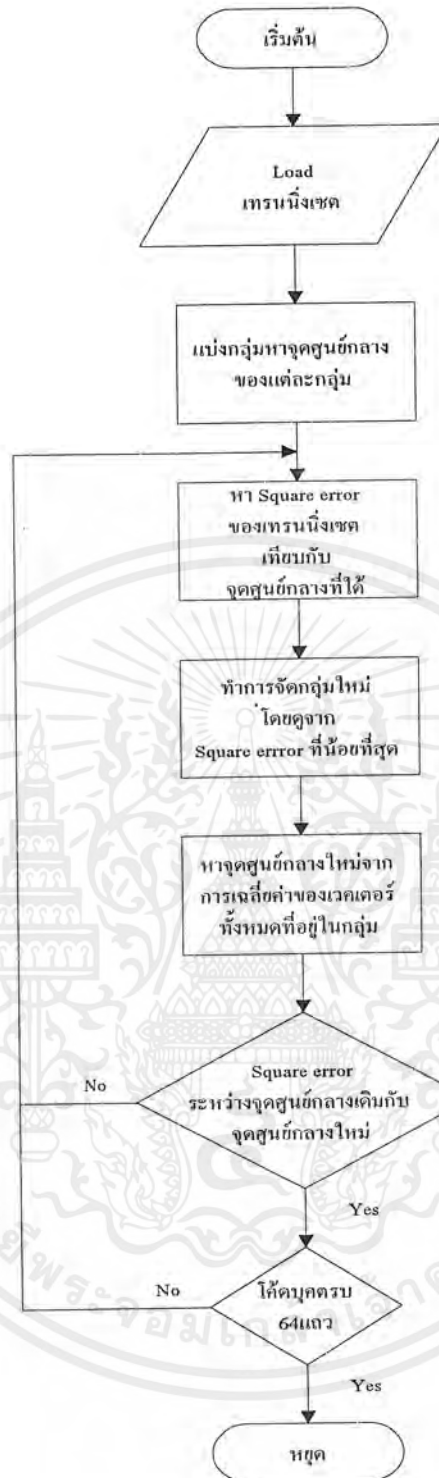 เริ่มต้น
Load
เทรนนิ่งเซต
แบ่งกลุ่มหาจุดศูนย์กลาง
ของแต่ละกลุ่ม
หา Square error
ของเทรนนิ่งเซต
เทียบกับ
จุดศูนย์กลางที่ได้
ทำการจัดกลุ่มใหม่
โดยดูจาก
Square errror ที่น้อยที่สุด
หาจุดศูนย์กลางใหม่จาก
การเฉลี่ยค่าของเวคเตอร์
ทั้งหมดที่อยู่ในกลุ่ม
Square error
ระหว่างจุดศูนย์กลางเดิมกับ
จุดศูนย์กลางใหม่
No
Yes
โค้ดบุคครบ
64แถว
No
Yes
หยุด